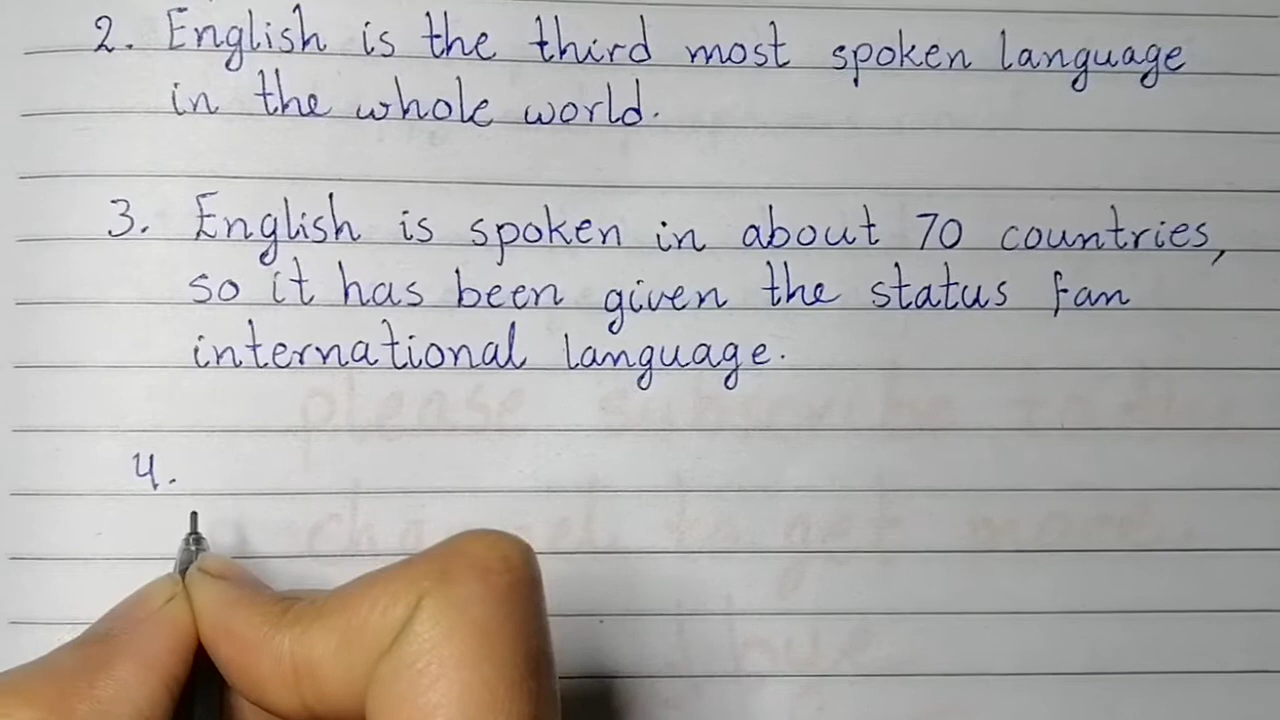 2. English is the third most spoken language
in the whole world.
3. English is spoken in about 70 countries,
so it has been given the status fan
international language.
4.